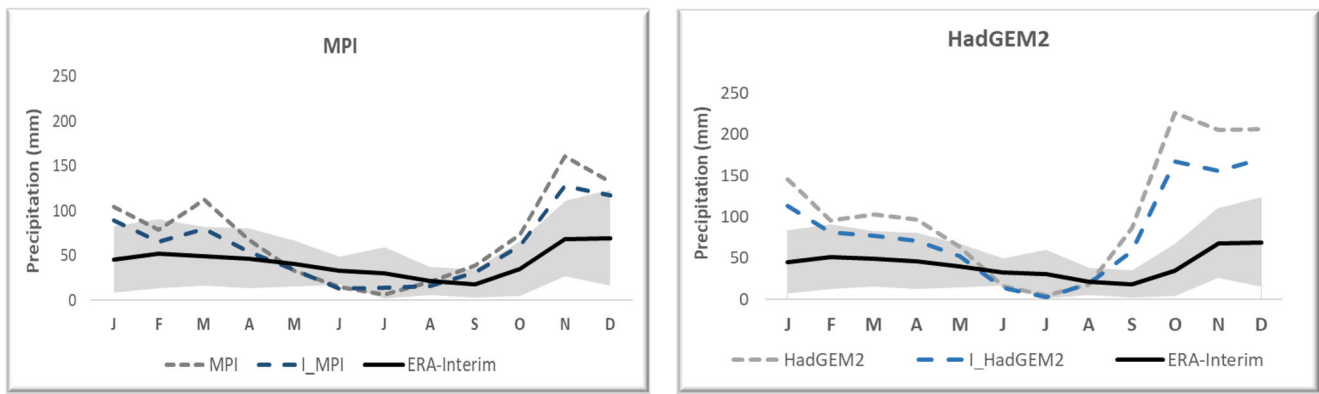 MPI
Precipitation (mm)
250
200
150
100
50
0
J F M A M J J A S O N D
MPI I_MPI ERA-Interim
HadGEM2
Precipitation (mm)
250
200
150
100
50
0
J F M A M J J A S O N D
HadGEM2 I_HadGEM2 ERA-Interim